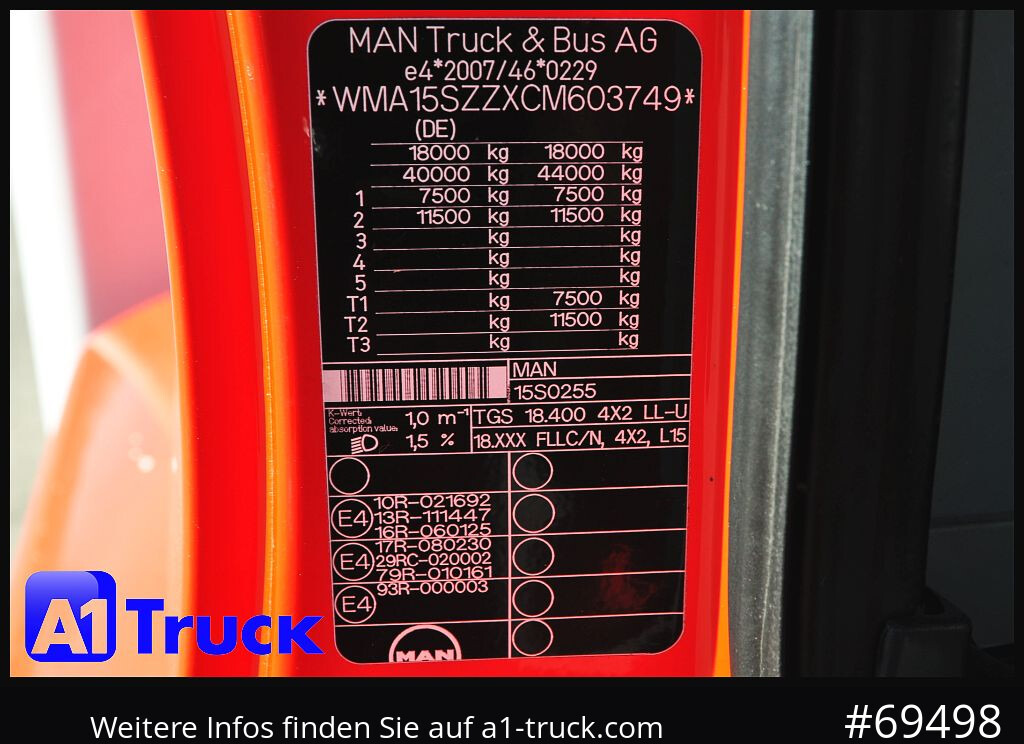 MAN Truck & Bus AG
e4*2007/46*0229
*WMA15SZZXCM603749*
(DE)
18000 kg 18000 kg
40000 kg 44000 kg
1 7500 kg 7500 kg
2 11500 kg 11500 kg
3 kg kg
4 kg kg
5 kg kg
T1 kg 7500 kg
T2 kg 11500 kg
T3 kg kg
MAN
15S0255
K-Wert:
Corrected
absorption value:
1,0 m⁻¹
1,5 %
TGS 18.400 4X2 LL-U
18.XXX FLLC/N, 4X2, L15
10R-021692
E4 13R-111447
16R-060125
17R-080230
E4 29RC-020002
79R-010161
93R-000003
E4
MAN
A1 Truck
Weitere Infos finden Sie auf a1-truck.com
#69498